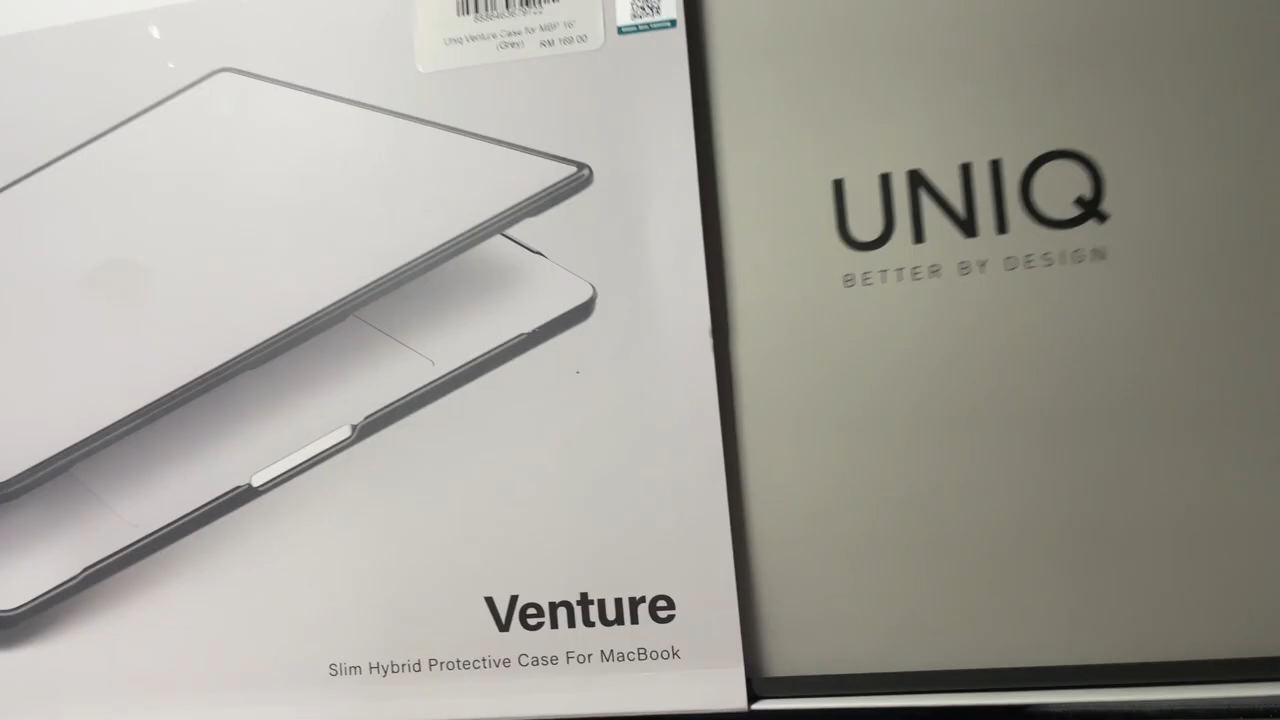 Uniq Venture Case for MBP 16"
(Grey) RM 169.00
UNIQ
BETTER BY DESIGN
Venture
Slim Hybrid Protective Case For MacBook